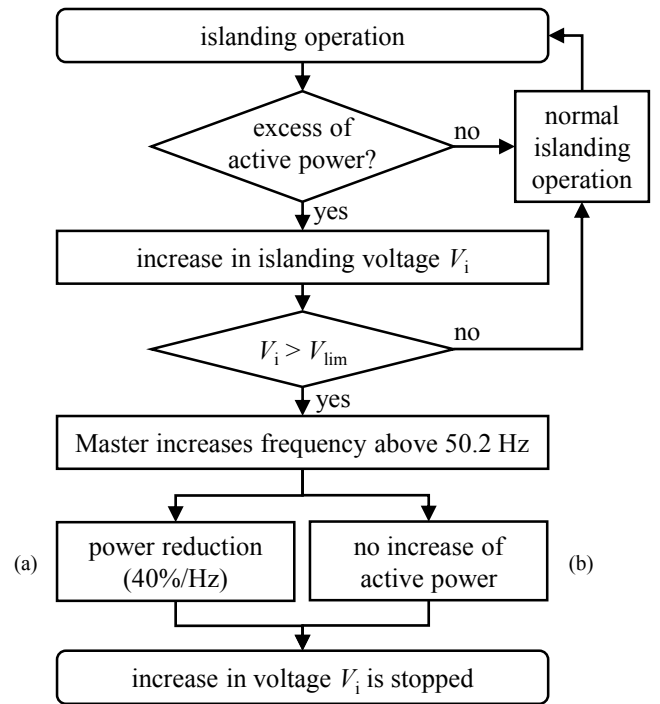 islanding operation
excess of
active power?
no
normal
islanding
operation
yes
increase in islanding voltage Vi
Vi > Vlim
no
yes
Master increases frequency above 50.2 Hz
(a)
power reduction
(40%/Hz)
no increase of
active power
(b)
increase in voltage Vi is stopped